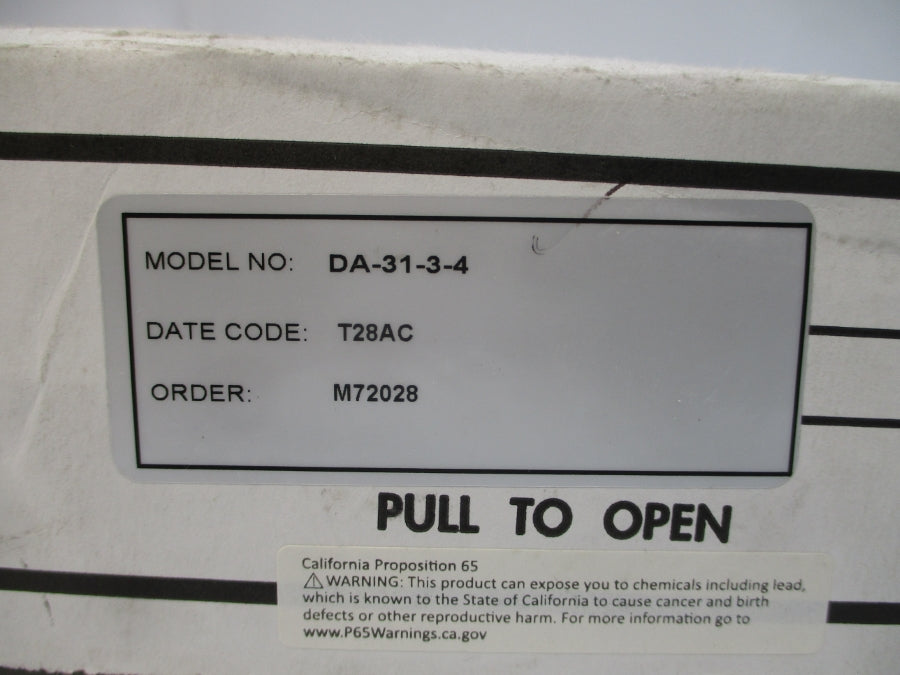 MODEL NO: DA-31-3-4
DATE CODE: T28AC
ORDER: M72028
PULL TO OPEN
California Proposition 65
⚠WARNING: This product can expose you to chemicals including lead,
which is known to the State of California to cause cancer and birth
defects or other reproductive harm. For more information go to
www.P65Warnings.ca.gov